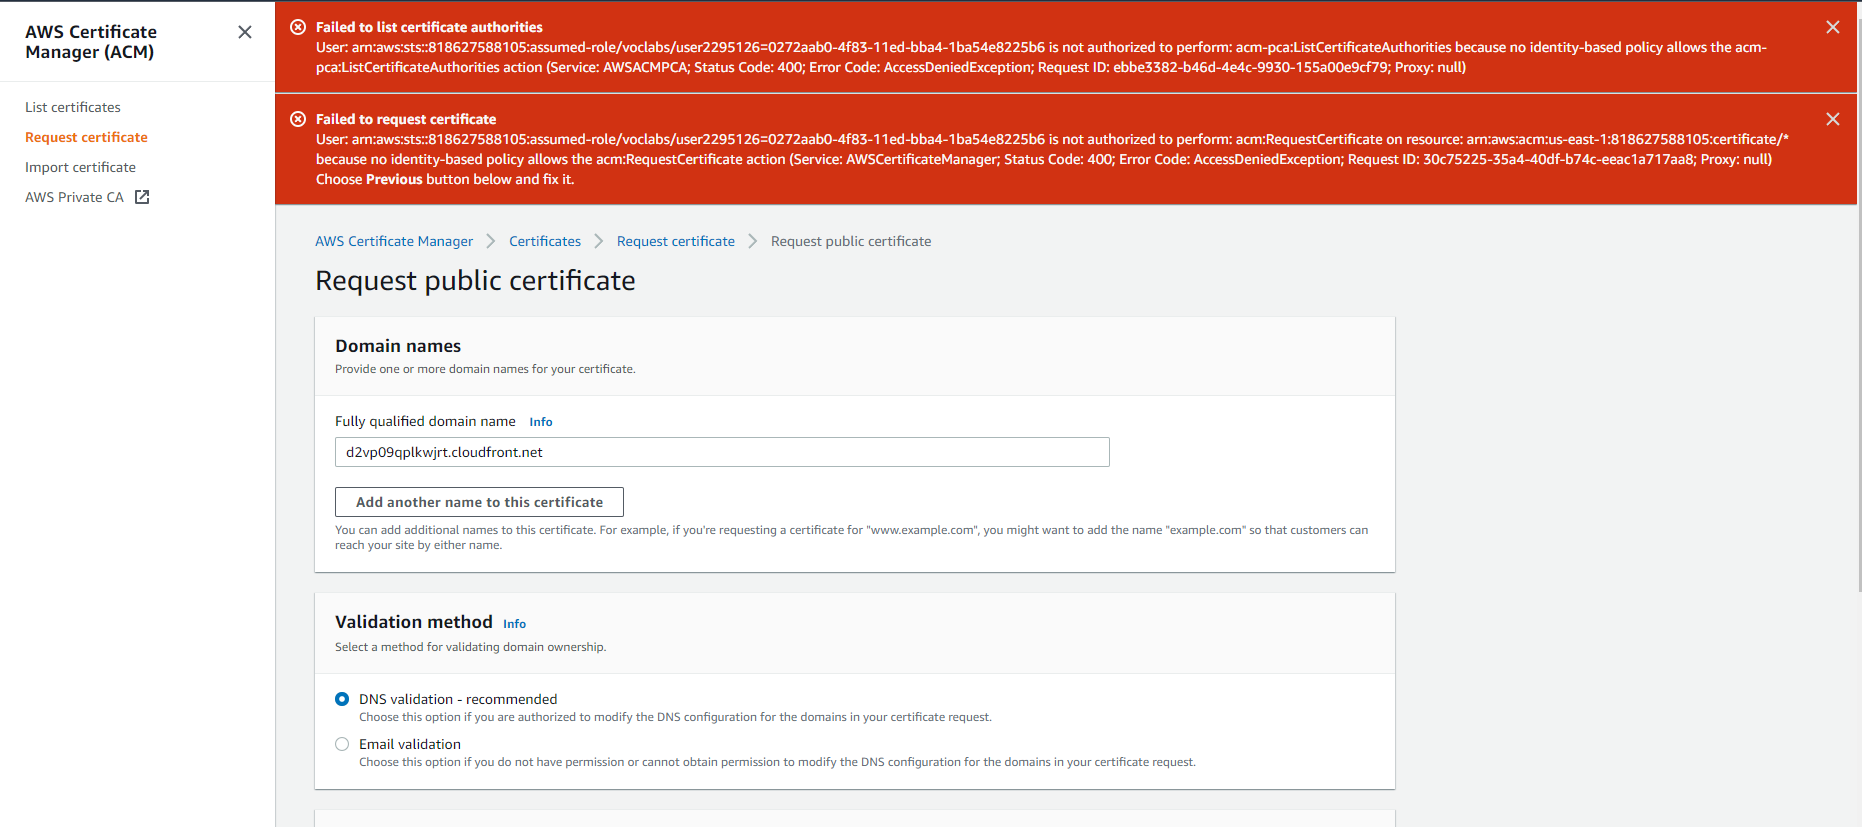 AWS Certificate
Manager (ACM)
List certificates
Request certificate
Import certificate
AWS Private CA
Failed to list certificate authorities
User: arn:aws:sts::818627588105:assumed-role/voclabs/user2295126=0272aab0-4f83-11ed-bba4-1ba54e8225b6 is not authorized to perform: acm-pca:ListCertificateAuthorities because no identity-based policy allows the acm-
pca:ListCertificateAuthorities action (Service: AWSACMPCA; Status Code: 400; Error Code: AccessDeniedException; Request ID: ebbe3382-b46d-4e4c-9930-155a00e9cf79; Proxy: null)
Failed to request certificate
User: arn:aws:sts::818627588105:assumed-role/voclabs/user2295126=0272aab0-4f83-11ed-bba4-1ba54e8225b6 is not authorized to perform: acm:RequestCertificate on resource: arn:aws:acm:us-east-1:818627588105:certificate/*
because no identity-based policy allows the acm:RequestCertificate action (Service: AWSCertificateManager; Status Code: 400; Error Code: AccessDeniedException; Request ID: 30c75225-35a4-40df-b74c-eeac1a717aa8; Proxy: null)
Choose Previous button below and fix it.
AWS Certificate Manager > Certificates > Request certificate > Request public certificate
Request public certificate
Domain names
Provide one or more domain names for your certificate.
Fully qualified domain name Info
d2vp09qplkwjrt.cloudfront.net
Add another name to this certificate
You can add additional names to this certificate. For example, if you're requesting a certificate for "www.example.com", you might want to add the name "example.com" so that customers can
reach your site by either name.
Validation method Info
Select a method for validating domain ownership.
DNS validation - recommended
Choose this option if you are authorized to modify the DNS configuration for the domains in your certificate request.
Email validation
Choose this option if you do not have permission or cannot obtain permission to modify the DNS configuration for the domains in your certificate request.